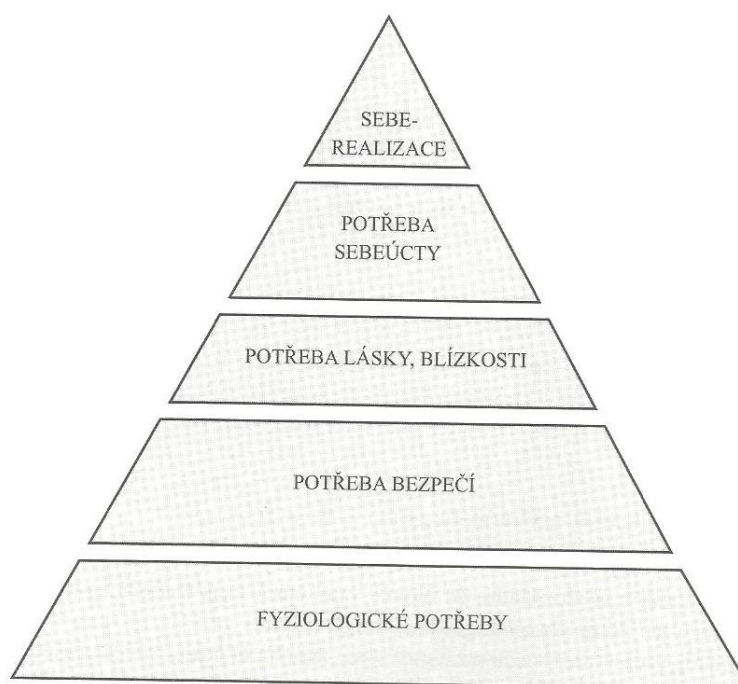 SEBE-
REALIZACE
POTŘEBA
SEBEÚCTY
POTŘEBA LÁSKY, BLÍZKOSTI
POTŘEBA BEZPEČÍ
FYZIOLOGICKÉ POTŘEBY